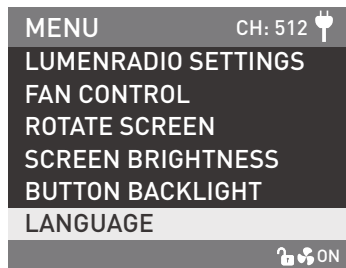 MENU CH: 512
LUMENRADIO SETTINGS
FAN CONTROL
ROTATE SCREEN
SCREEN BRIGHTNESS
BUTTON BACKLIGHT
LANGUAGE
ON